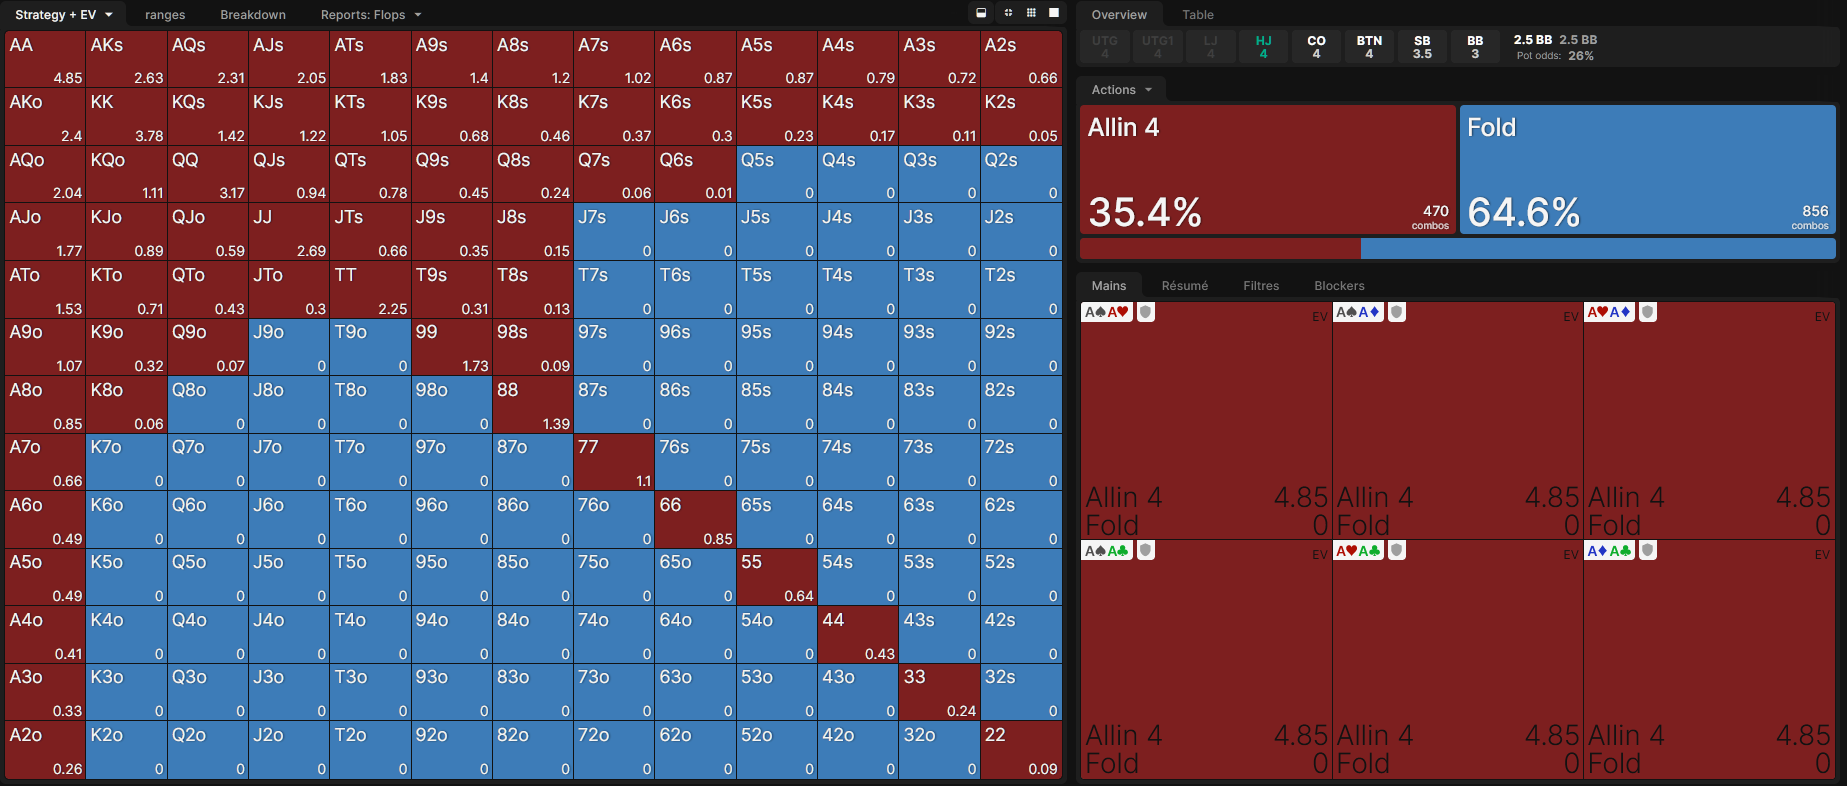 Strategy + EV ranges Breakdown Reports: Flops
AA AKs AQs AJs ATs A9s A8s A7s A6s A5s A4s A3s A2s
4.85 2.63 2.31 2.05 1.83 1.4 1.2 1.02 0.87 0.87 0.79 0.72 0.66
AKo KK KQs KJs KTs K9s K8s K7s K6s K5s K4s K3s K2s
2.4 3.78 1.42 1.22 1.05 0.68 0.46 0.37 0.3 0.23 0.17 0.11 0.05
AQo KQo QQ QJs QTs Q9s Q8s Q7s Q6s Q5s Q4s Q3s Q2s
2.04 1.11 3.17 0.94 0.78 0.45 0.24 0.06 0.01 0 0 0 0
AJo KJo QJo JJ JTs J9s J8s J7s J6s J5s J4s J3s J2s
1.77 0.89 0.59 2.69 0.66 0.35 0.15 0 0 0 0 0 0
ATo KTo QTo JTo TT T9s T8s T7s T6s T5s T4s T3s T2s
1.53 0.71 0.43 0.3 2.25 0.31 0.13 0 0 0 0 0 0
A9o K9o Q9o J9o T9o 99 98s 97s 96s 95s 94s 93s 92s
1.07 0.32 0.07 0 0 1.73 0.09 0 0 0 0 0 0
A8o K8o Q8o J8o T8o 98o 88 87s 86s 85s 84s 83s 82s
0.85 0.06 0 0 0 0 1.39 0 0 0 0 0 0
A7o K7o Q7o J7o T7o 97o 87o 77 76s 75s 74s 73s 72s
0.66 0 0 0 0 0 0 1.1 0 0 0 0 0
A6o K6o Q6o J6o T6o 96o 86o 76o 66 65s 64s 63s 62s
0.49 0 0 0 0 0 0 0 0.85 0 0 0 0
A5o K5o Q5o J5o T5o 95o 85o 75o 65o 55 54s 53s 52s
0.49 0 0 0 0 0 0 0 0 0.64 0 0 0
A4o K4o Q4o J4o T4o 94o 84o 74o 64o 54o 44 43s 42s
0.41 0 0 0 0 0 0 0 0 0 0.43 0 0
A3o K3o Q3o J3o T3o 93o 83o 73o 63o 53o 43o 33 32s
0.33 0 0 0 0 0 0 0 0 0 0 0.24 0
A2o K2o Q2o J2o T2o 92o 82o 72o 62o 52o 42o 32o 22
0.26 0 0 0 0 0 0 0 0 0 0 0 0.09
Overview Table
UTG UTG1 LJ HJ CO BTN SB BB 2.5 BB 2.5 BB
4 4 4 4 4 4 3.5 3 Pot odds: 26%
Actions
Allin 4 Fold
35.4% 470 combos 64.6% 856 combos
Mains Résumé Filtres Blockers
A♠A♥ EV A♠A♦ EV A♥A♦ EV
Allin 4 4.85 Allin 4 4.85 Allin 4 4.85
Fold 0 Fold 0 Fold 0
A♠A♣ EV A♥A♣ EV A♦A♣ EV
Allin 4 4.85 Allin 4 4.85 Allin 4 4.85
Fold 0 Fold 0 Fold 0